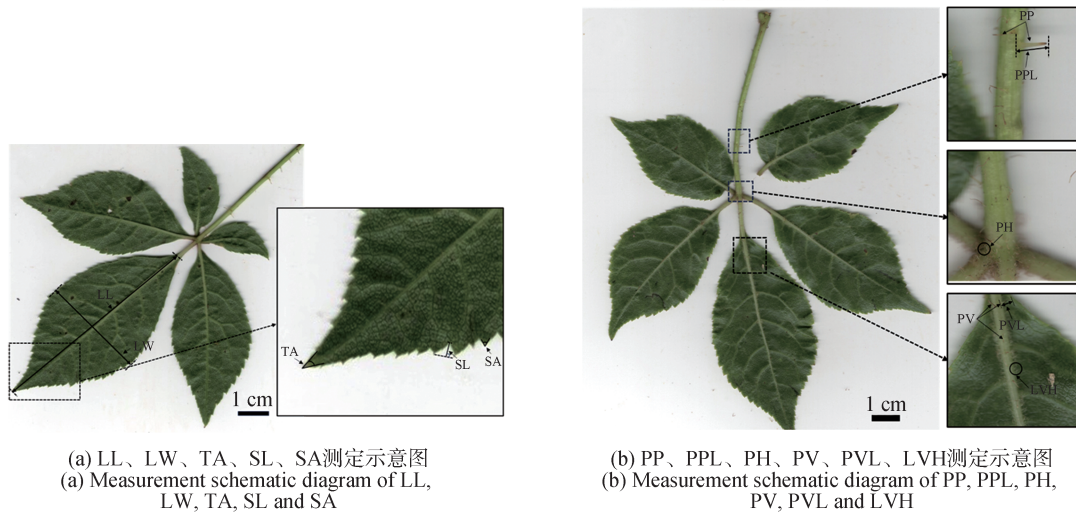 LL
LW
TA
SL
SA
1 cm
(a) LL、LW、TA、SL、SA测定示意图
(a) Measurement schematic diagram of LL,
LW, TA, SL and SA
PP
PPL
PH
PV
PVL
LVH
1 cm
(b) PP、PPL、PH、PV、PVL、LVH测定示意图
(b) Measurement schematic diagram of PP, PPL, PH,
PV, PVL and LVH